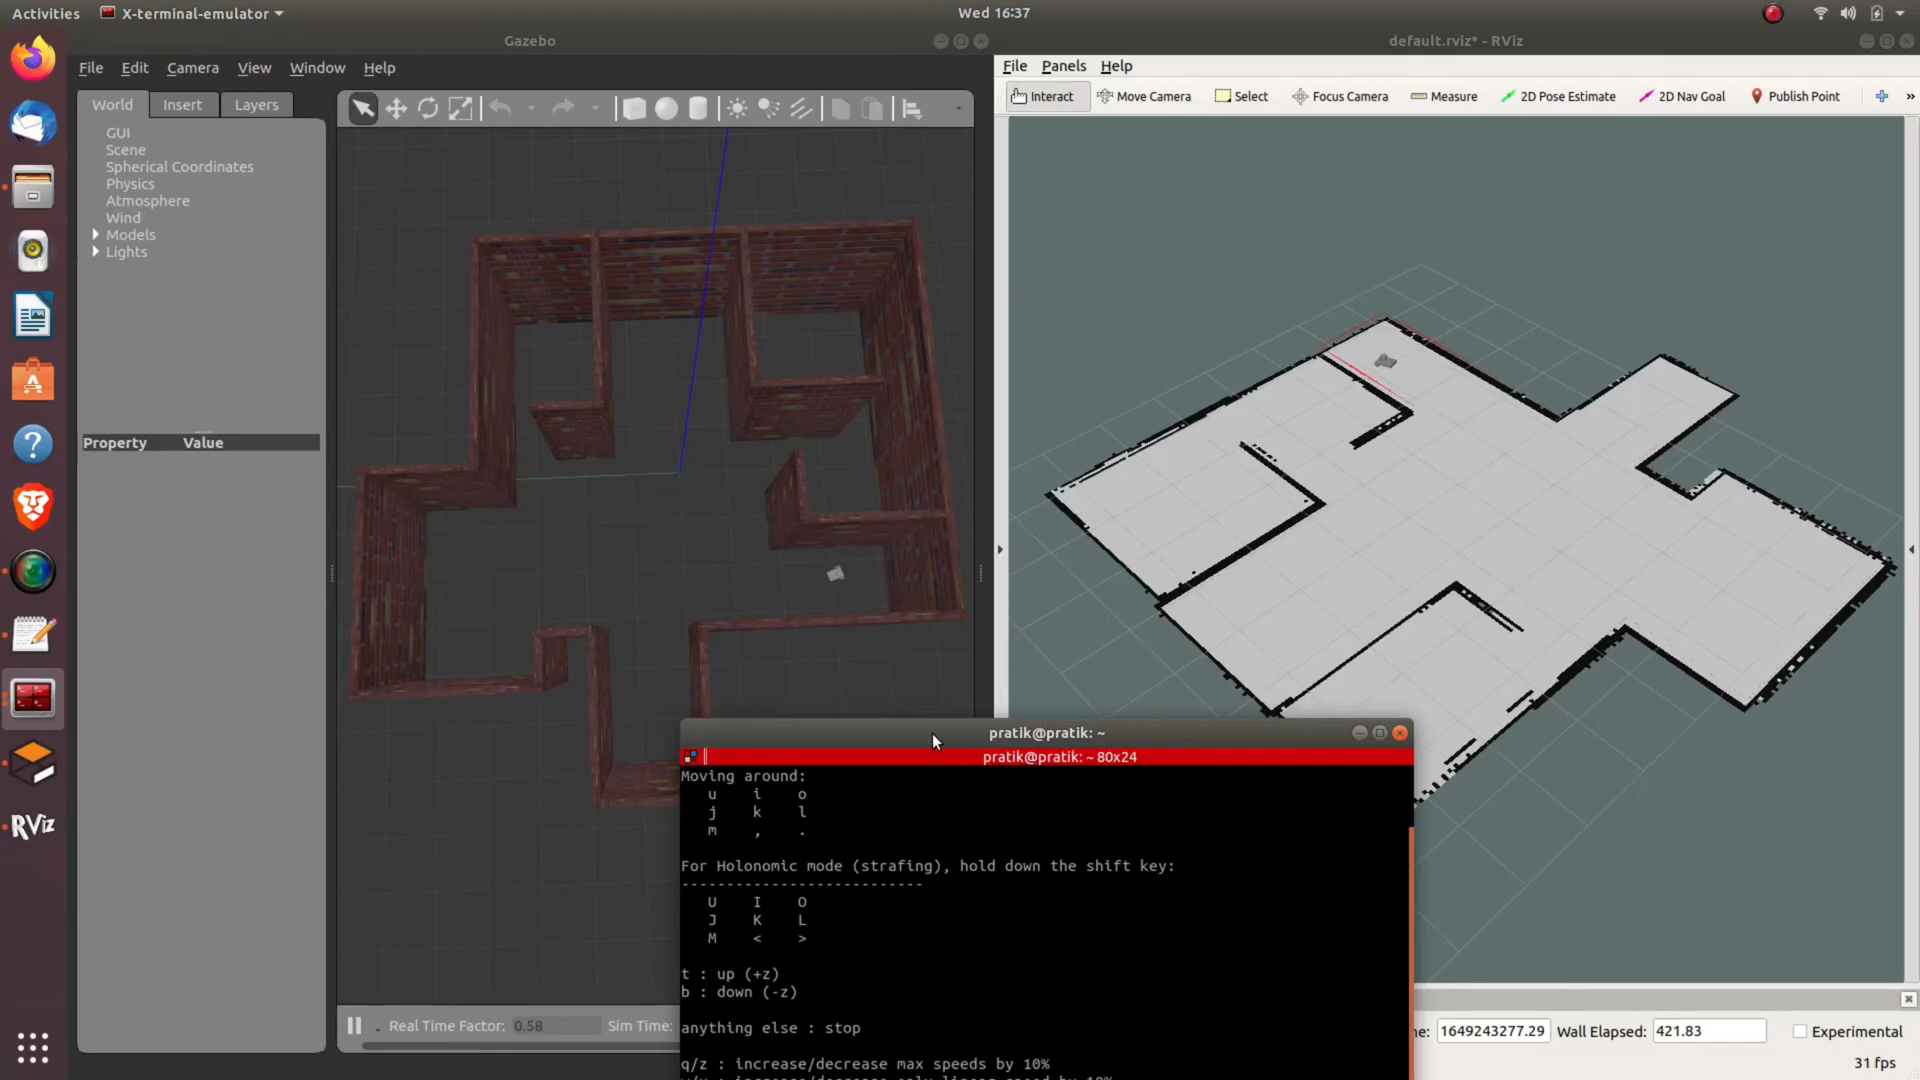 Activities
X-terminal-emulator
Wed 16:37
Gazebo
File Edit Camera View Window Help
World Insert Layers
GUI
Scene
Spherical Coordinates
Physics
Atmosphere
Wind
Models
Lights
Property Value
Real Time Factor: 0.58 Sim Time:
default.rviz* - RViz
File Panels Help
Interact Move Camera Select Focus Camera Measure 2D Pose Estimate 2D Nav Goal Publish Point
1649243277.29 Wall Elapsed: 421.83 Experimental
31 fps
RViz
pratik@pratik: ~
pratik@pratik: ~ 80x24
Moving around:
u i o
j k l
m , .
For Holonomic mode (strafing), hold down the shift key:
---------------------------
U I O
J K L
M < >
t : up (+z)
b : down (-z)
anything else : stop
q/z : increase/decrease max speeds by 10%